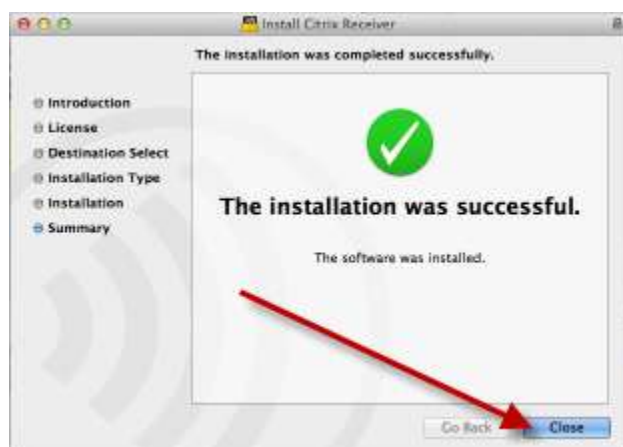 Install Citrix Receiver
The installation was completed successfully.
Introduction
License
Destination Select
Installation Type
Installation
Summary
The installation was successful.
The software was installed.
Go Back
Close